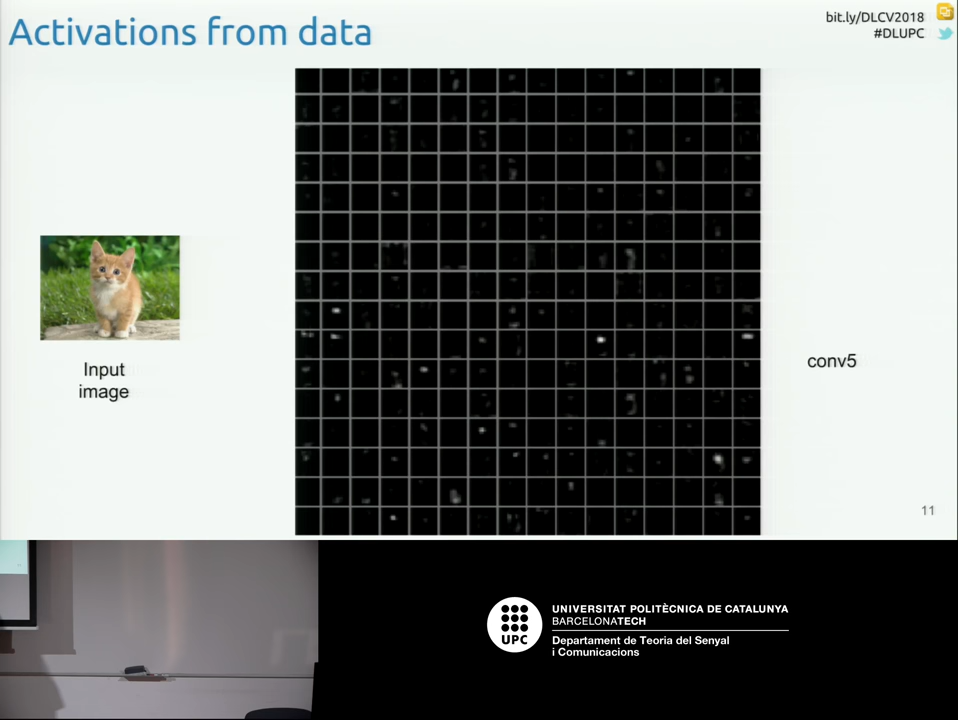 Activations from data
bit.ly/DLCV2018
#DLUPC
Input
image
conv5
11
UPC
UNIVERSITAT POLITÈCNICA DE CATALUNYA
BARCELONATECH
Departament de Teoria del Senyal
i Comunicacions